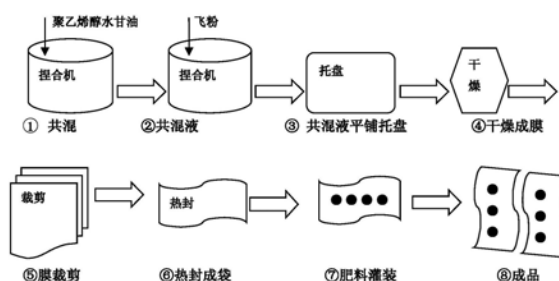 聚乙烯醇水甘油
飞粉
捏合机
捏合机
托盘
干
燥
① 共混
②共混液
③ 共混液平铺托盘
④干燥成膜
裁剪
热封
⑤膜裁剪
⑥热封成袋
⑦肥料灌装
⑧成品